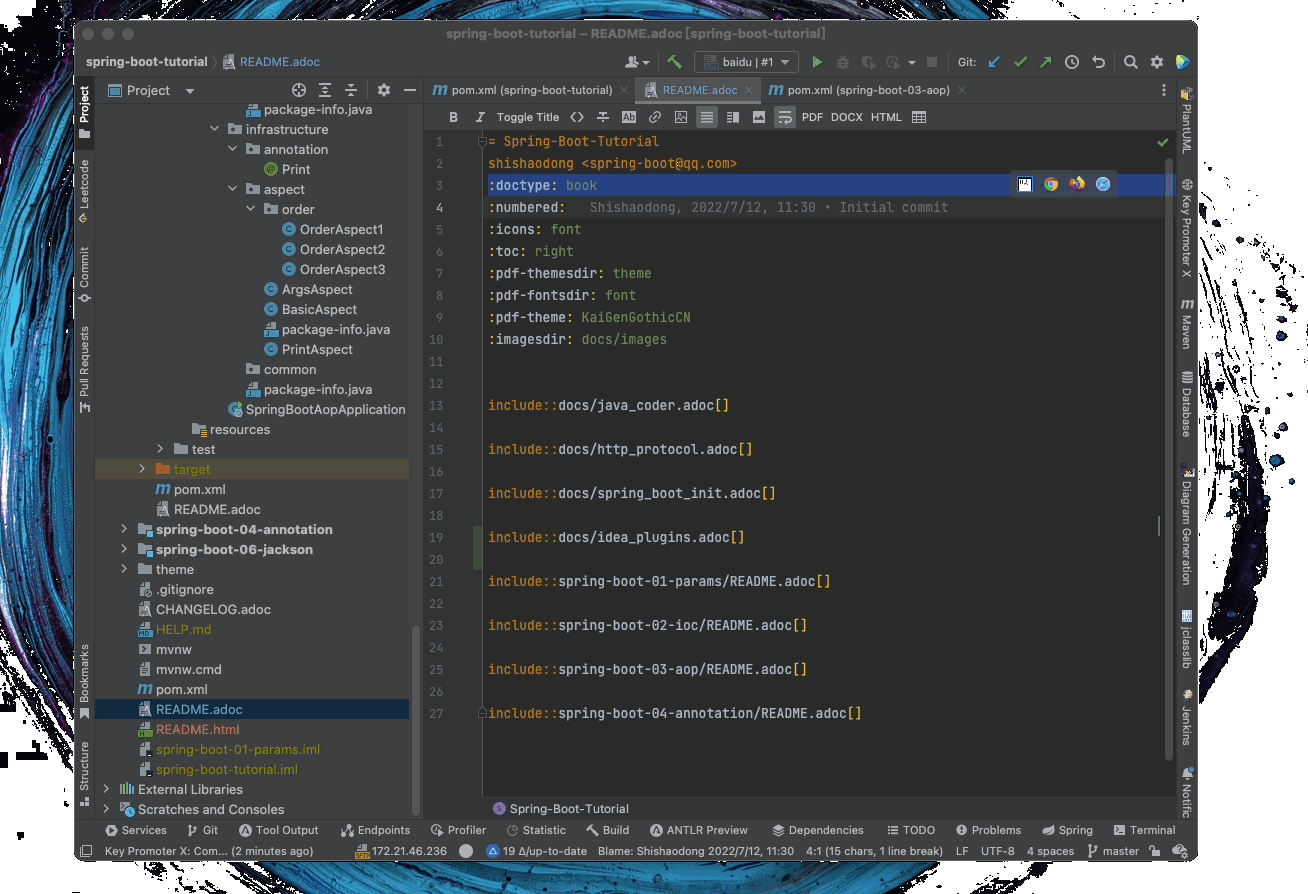 spring-boot-tutorial – README.adoc [spring-boot-tutorial]
spring-boot-tutorial README.adoc
baidu | #1
Git:
Project
pom.xml (spring-boot-tutorial)
README.adoc
pom.xml (spring-boot-03-aop)
B I Toggle Title Ab PDF DOCX HTML
Project
Leetcode
Commit
Pull Requests
Bookmarks
Structure
package-info.java
infrastructure
annotation
Print
aspect
order
OrderAspect1
OrderAspect2
OrderAspect3
ArgsAspect
BasicAspect
package-info.java
PrintAspect
common
package-info.java
SpringBootAopApplication
resources
test
target
pom.xml
README.adoc
spring-boot-04-annotation
spring-boot-06-jackson
theme
.gitignore
CHANGELOG.adoc
HELP.md
mvnw
mvnw.cmd
pom.xml
README.adoc
README.html
spring-boot-01-params.iml
spring-boot-tutorial.iml
External Libraries
Scratches and Consoles
1 = Spring-Boot-Tutorial
2 shishaodong <spring-boot@qq.com>
3 :doctype: book
4 :numbered: Shishaodong, 2022/7/12, 11:30 • Initial commit
5 :icons: font
6 :toc: right
7 :pdf-themesdir: theme
8 :pdf-fontsdir: font
9 :pdf-theme: KaiGenGothicCN
10 :imagesdir: docs/images
11
12
13 include::docs/java_coder.adoc[]
14
15 include::docs/http_protocol.adoc[]
16
17 include::docs/spring_boot_init.adoc[]
18
19 include::docs/idea_plugins.adoc[]
20
21 include::spring-boot-01-params/README.adoc[]
22
23 include::spring-boot-02-ioc/README.adoc[]
24
25 include::spring-boot-03-aop/README.adoc[]
26
27 include::spring-boot-04-annotation/README.adoc[]
S Spring-Boot-Tutorial
PlantUML
Key Promoter X
Maven
Database
Diagram Generation
jclasslib
Jenkins
Notific
Services Git Tool Output Endpoints Profiler Statistic Build ANTLR Preview Dependencies TODO Problems Spring Terminal
Key Promoter X: Com... (2 minutes ago) 172.21.46.236 19 Δ/up-to-date Blame: Shishaodong 2022/7/12, 11:30 4:1 (15 chars, 1 line break) LF UTF-8 4 spaces master